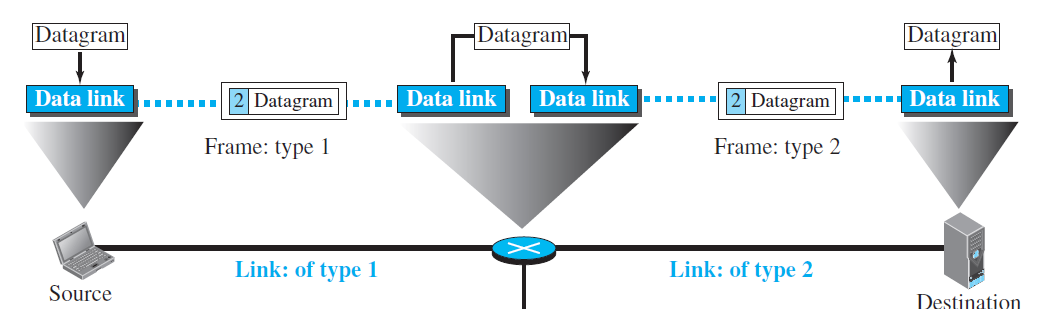 Datagram
Datagram
Datagram
Data link
2 Datagram
Data link
Data link
2 Datagram
Data link
Frame: type 1
Frame: type 2
Link: of type 1
Link: of type 2
Source
Destination